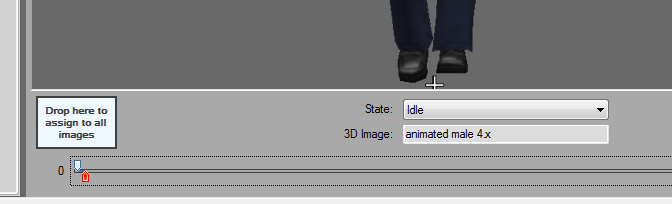 Drop here to
assign to all
images
State:
Idle
3D Image:
animated male 4.x
0